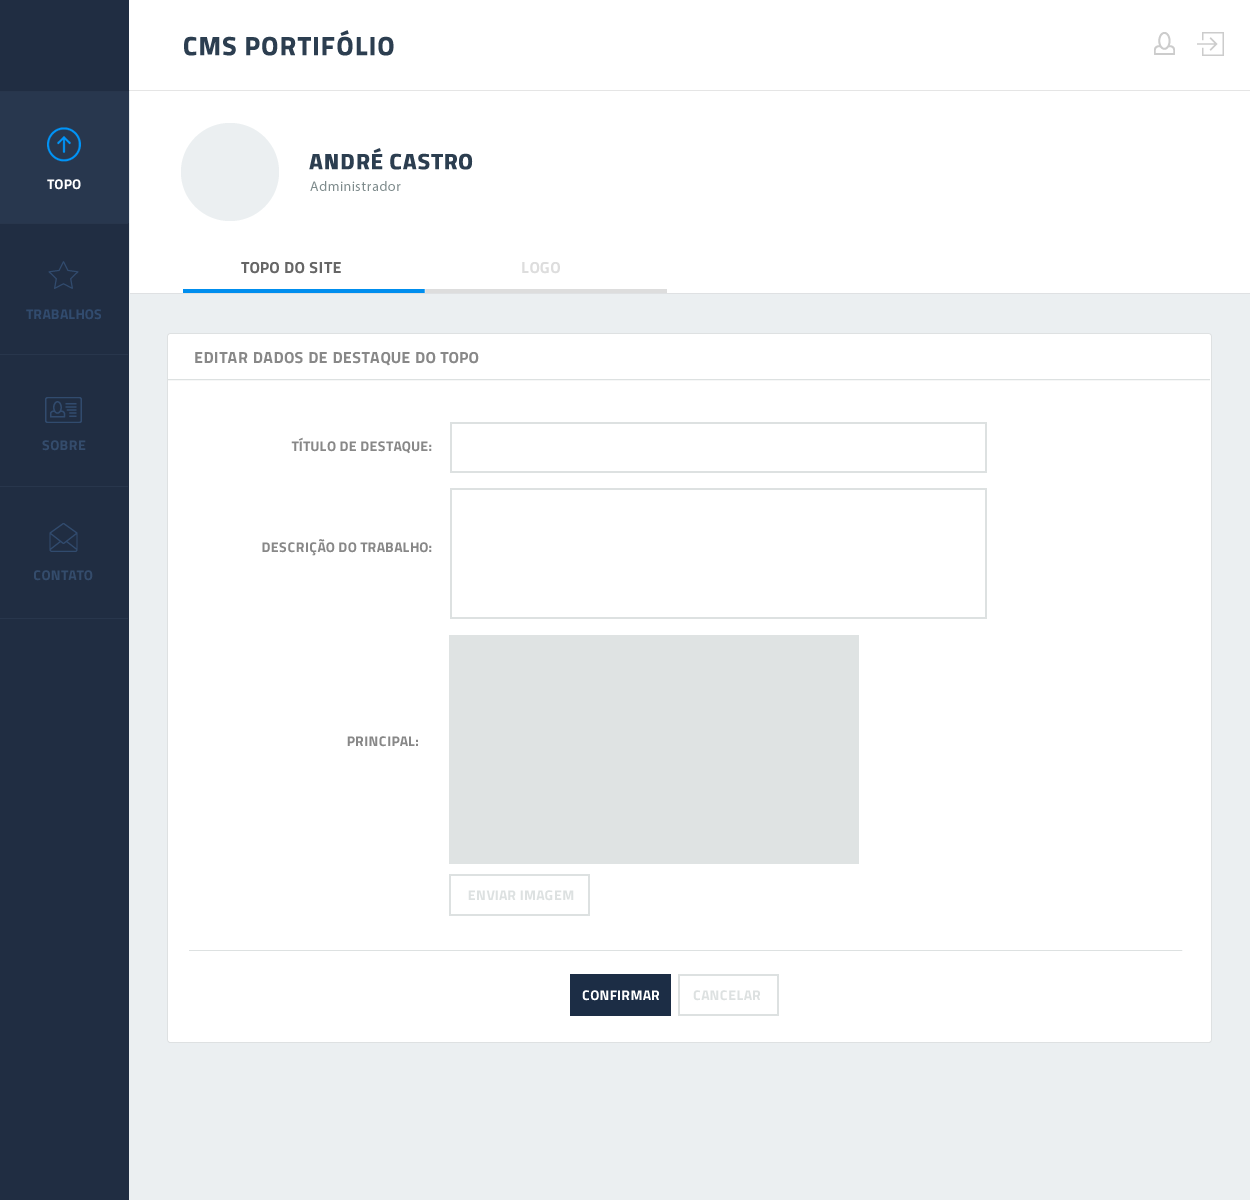 CMS PORTIFÓLIO
TOPO
TRABALHOS
SOBRE
CONTATO
ANDRÉ CASTRO
Administrador
TOPO DO SITE
LOGO
EDITAR DADOS DE DESTAQUE DO TOPO
TÍTULO DE DESTAQUE:
DESCRIÇÃO DO TRABALHO:
PRINCIPAL:
ENVIAR IMAGEM
CONFIRMAR
CANCELAR